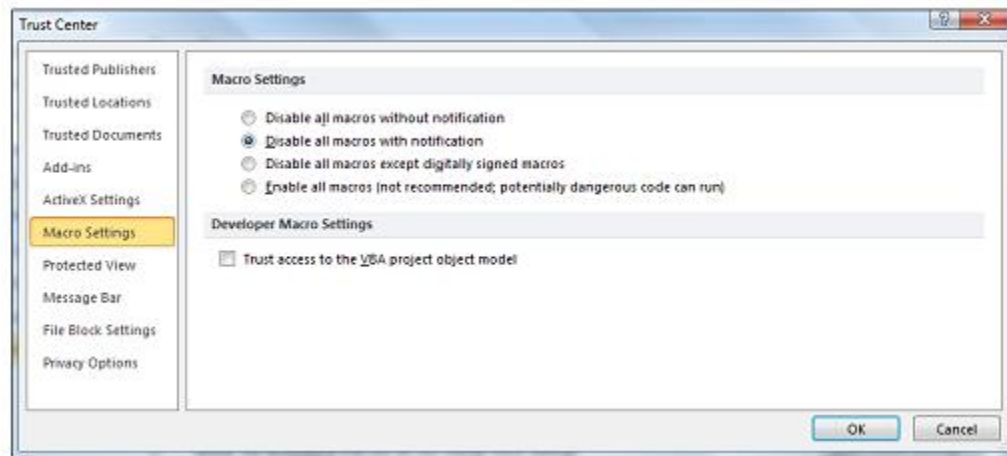 Trust Center
Trusted Publishers
Trusted Locations
Trusted Documents
Add-ins
ActiveX Settings
Macro Settings
Protected View
Message Bar
File Block Settings
Privacy Options
Macro Settings
Disable all macros without notification
Disable all macros with notification
Disable all macros except digitally signed macros
Enable all macros (not recommended; potentially dangerous code can run)
Developer Macro Settings
Trust access to the VBA project object model
OK
Cancel